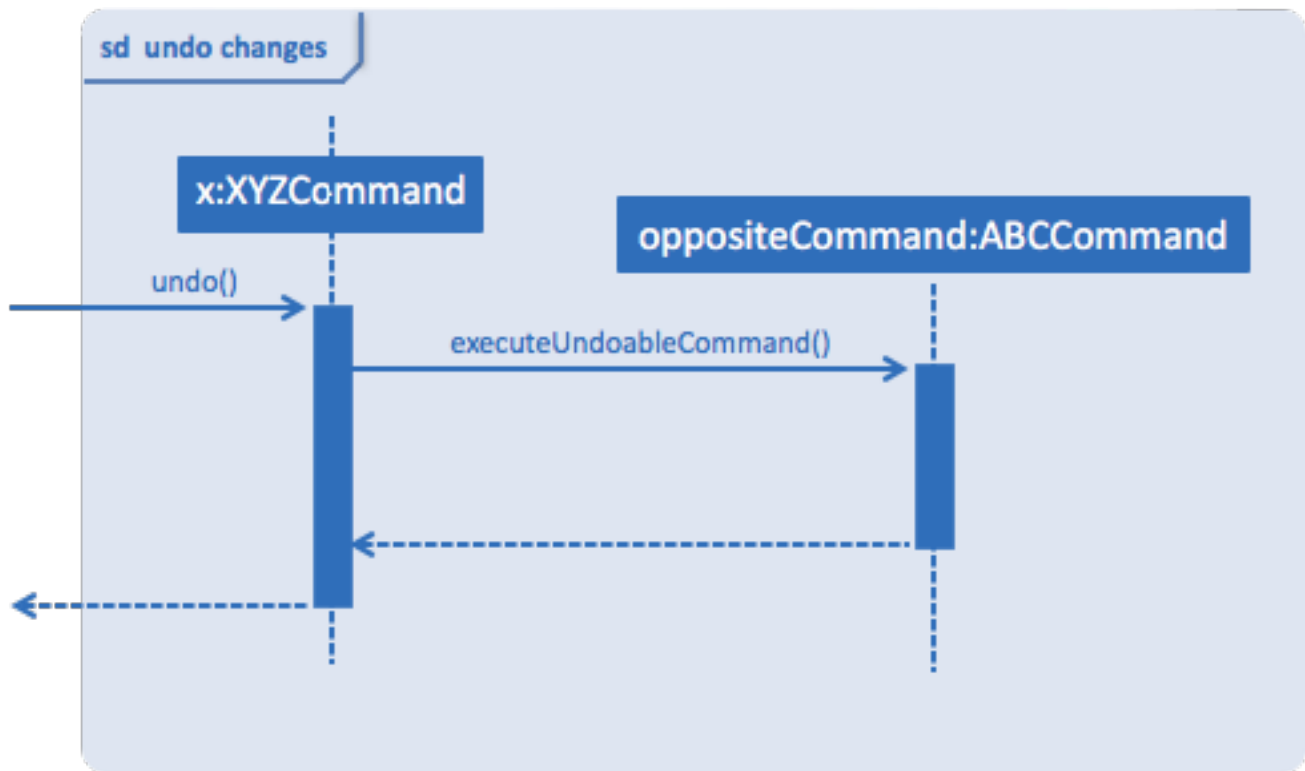 sd undo changes
x:XYZCommand
oppositeCommand:ABCCommand
undo()
executeUndoableCommand()